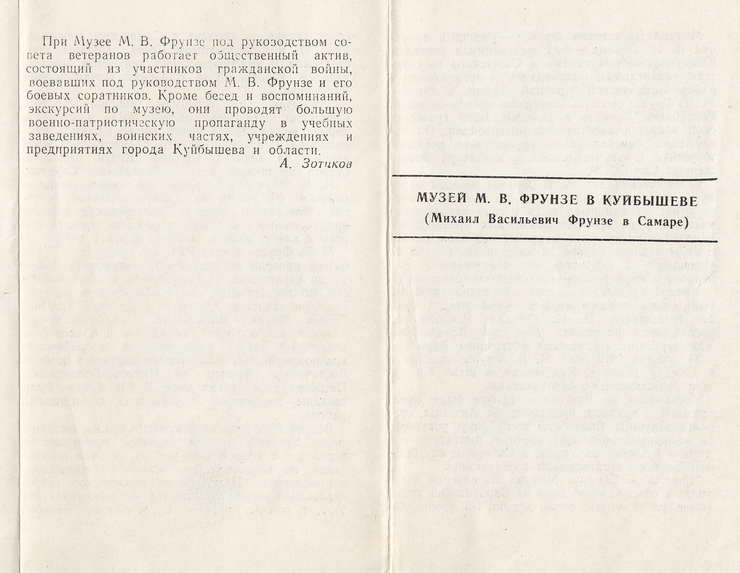 При Музее М. В. Фрунзе под руководством со-
вета ветеранов работает общественный актив,
состоящий из участников гражданской войны,
воевавших под руководством М. В. Фрунзе и его
боевых соратников. Кроме бесед и воспоминаний,
экскурсий по музею, они проводят большую
военно-патриотическую пропаганду в учебных
заведениях, воинских частях, учреждениях и
предприятиях города Куйбышева и области.
А. Зотиков
МУЗЕЙ М. В. ФРУНЗЕ В КУЙБЫШЕВЕ
(Михаил Васильевич Фрунзе в Самаре)